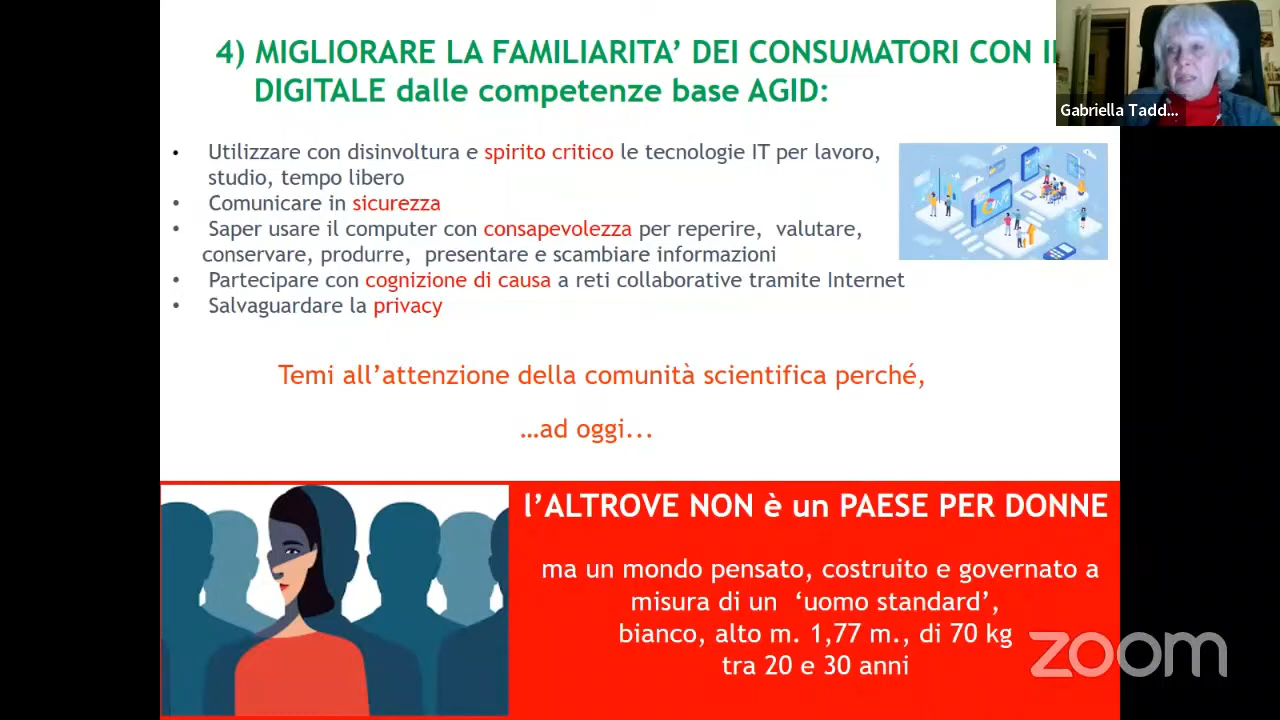 4) MIGLIORARE LA FAMILIARITA’ DEI CONSUMATORI CON
DIGITALE dalle competenze base AGID:
Gabriella Tadd...
• Utilizzare con disinvoltura e spirito critico le tecnologie IT per lavoro,
studio, tempo libero
• Comunicare in sicurezza
• Saper usare il computer con consapevolezza per reperire, valutare,
conservare, produrre, presentare e scambiare informazioni
• Partecipare con cognizione di causa a reti collaborative tramite Internet
• Salvaguardare la privacy
Temi all’attenzione della comunità scientifica perché,
…ad oggi...
l’ALTROVE NON è un PAESE PER DONNE
ma un mondo pensato, costruito e governato a
misura di un ‘uomo standard’,
bianco, alto m. 1,77 m., di 70 kg
tra 20 e 30 anni
zoom